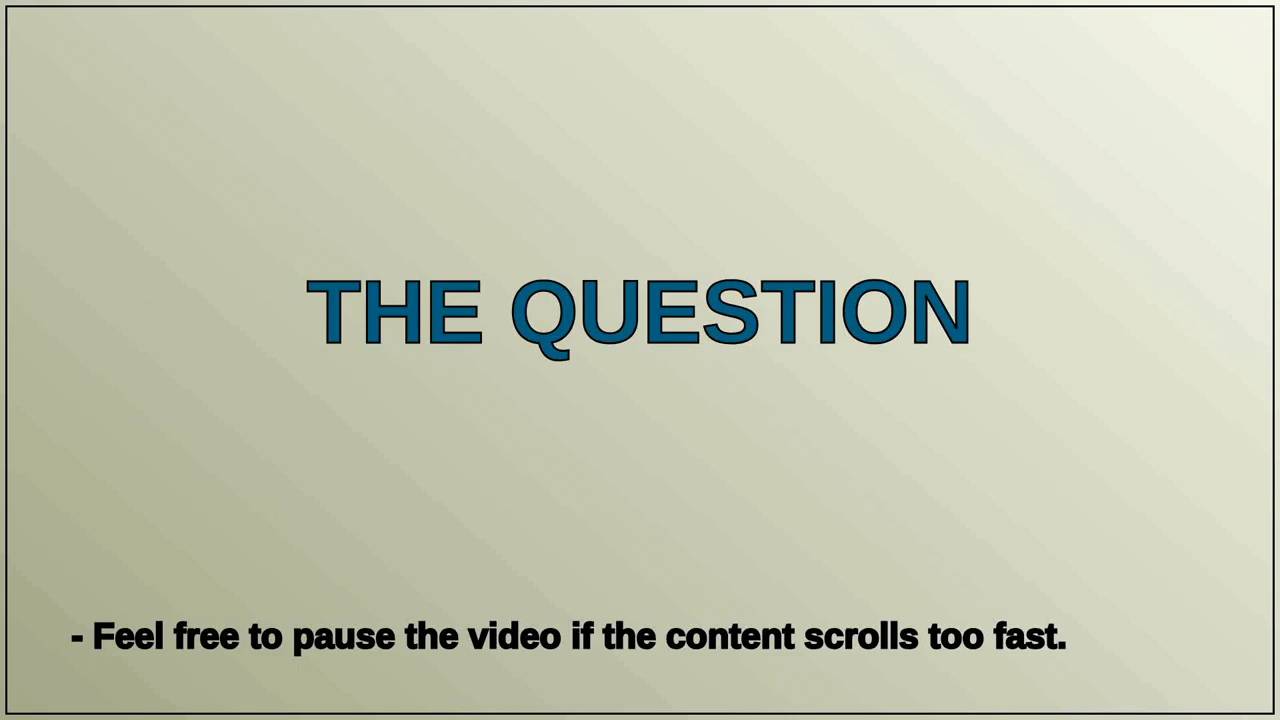 THE QUESTION
- Feel free to pause the video if the content scrolls too fast.